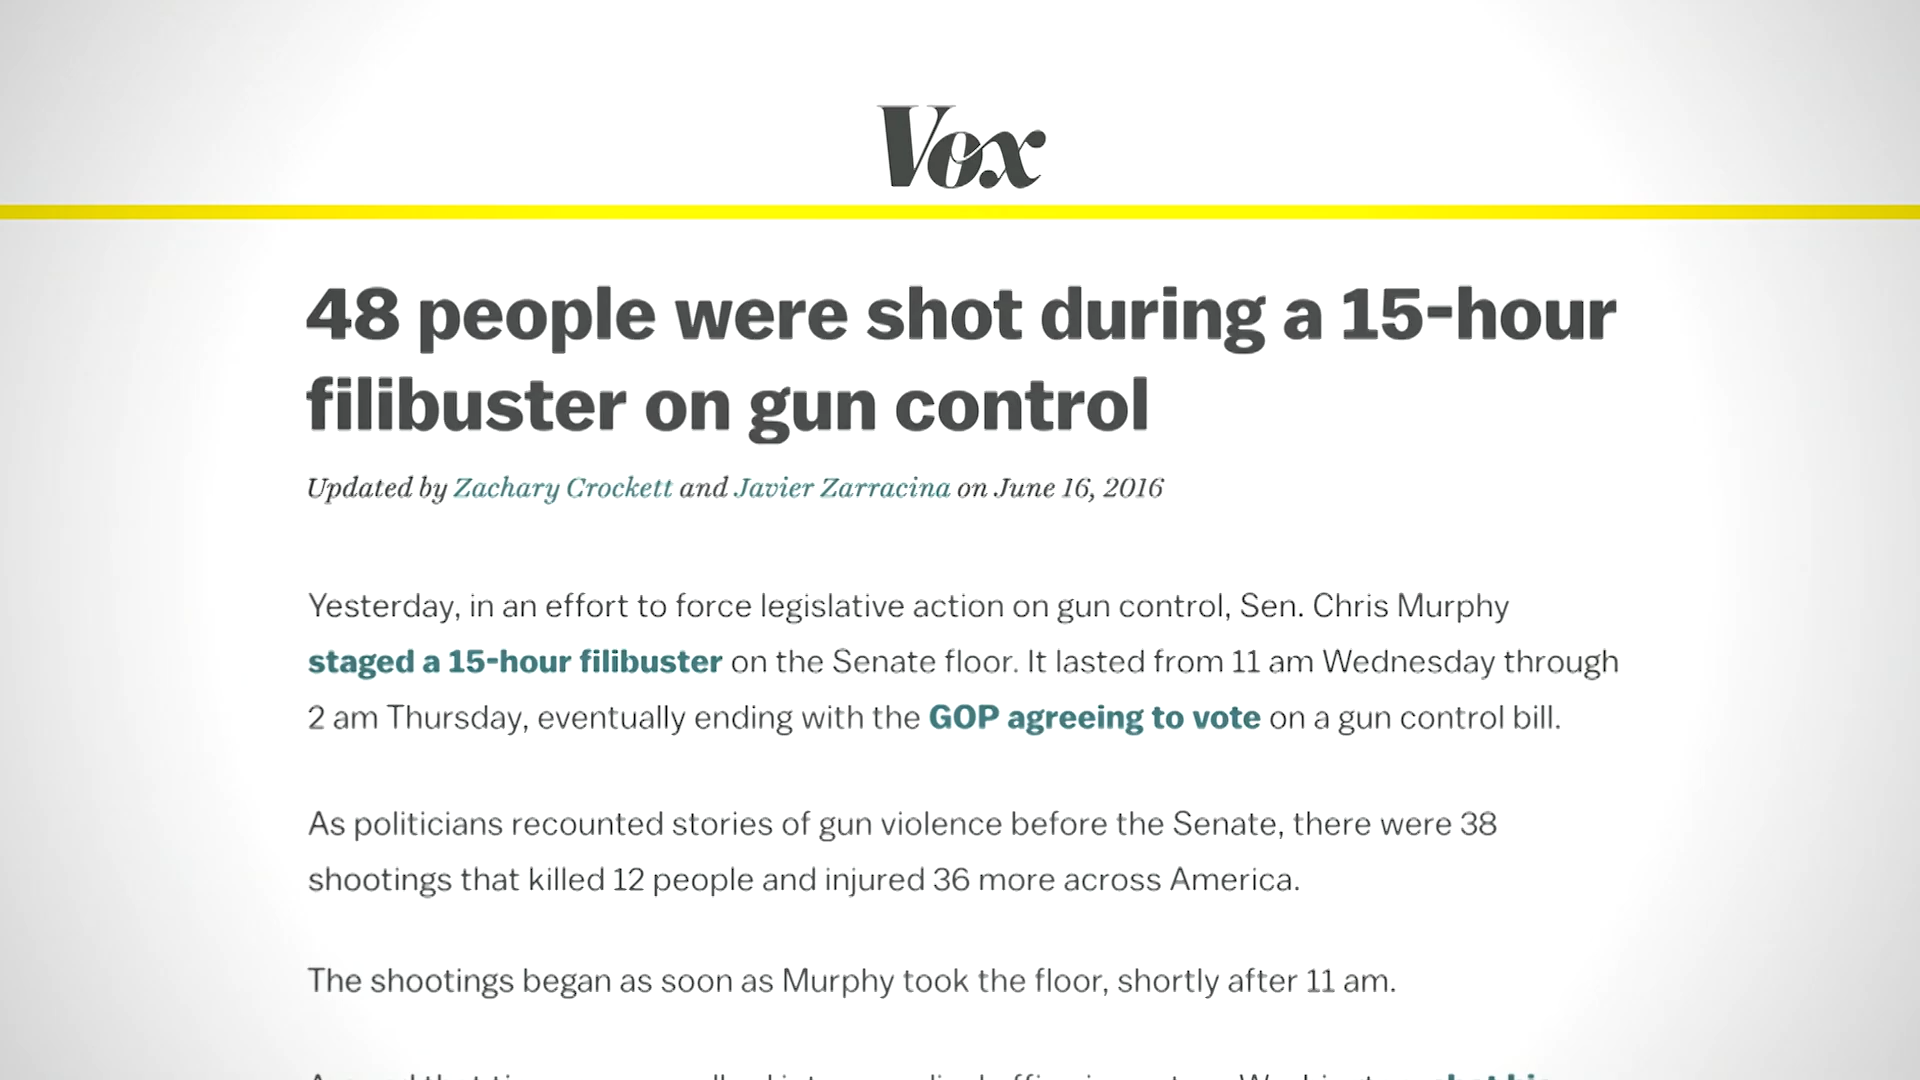 Vox
48 people were shot during a 15-hour
filibuster on gun control
Updated by Zachary Crockett and Javier Zarracina on June 16, 2016
Yesterday, in an effort to force legislative action on gun control, Sen. Chris Murphy
staged a 15-hour filibuster on the Senate floor. It lasted from 11 am Wednesday through
2 am Thursday, eventually ending with the GOP agreeing to vote on a gun control bill.
As politicians recounted stories of gun violence before the Senate, there were 38
shootings that killed 12 people and injured 36 more across America.
The shootings began as soon as Murphy took the floor, shortly after 11 am.